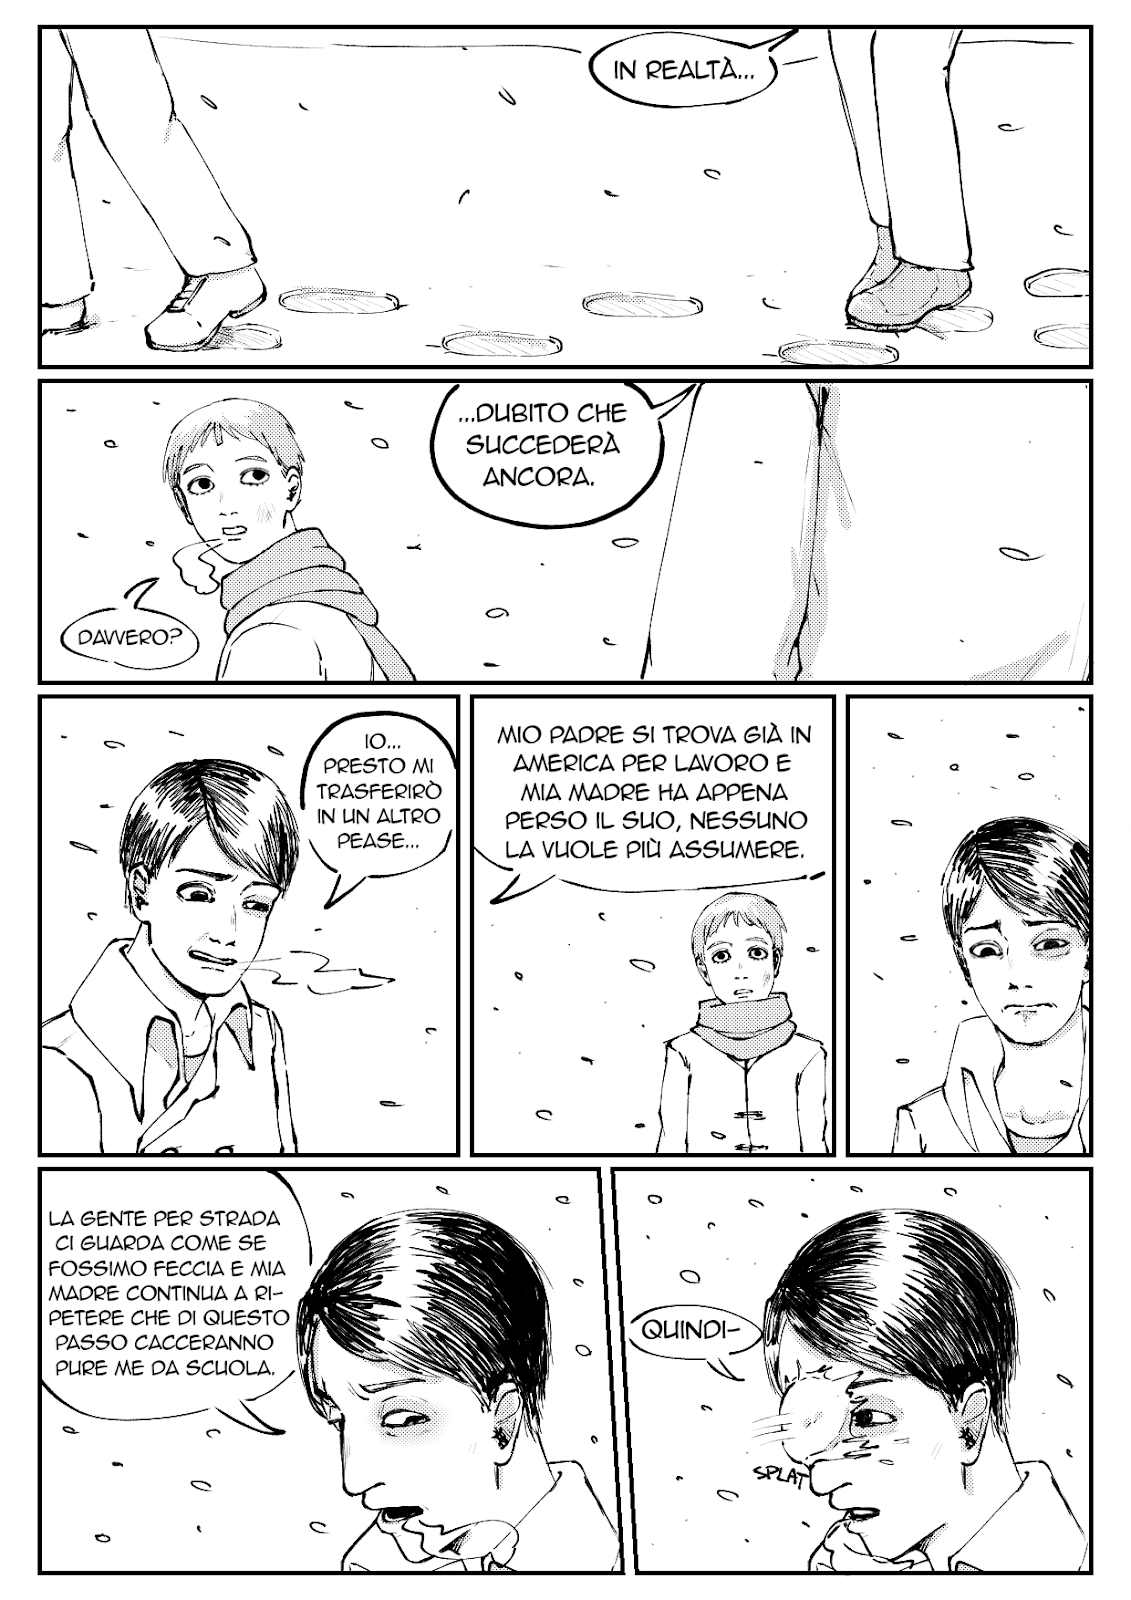 IN REALTÀ...
...DUBITO CHE
SUCCEDERÀ
ANCORA.
DAVVERO?
IO...
PRESTO MI
TRASFERIRÒ
IN UN ALTRO
PEASE...
MIO PADRE SI TROVA GIÀ IN
AMERICA PER LAVORO E
MIA MADRE HA APPENA
PERSO IL SUO, NESSUNO
LA VUOLE PIÙ ASSUMERE.
LA GENTE PER STRADA
CI GUARDA COME SE
FOSSIMO FECCIA E MIA
MADRE CONTINUA A RI-
PETERE CHE DI QUESTO
PASSO CACCERANNO
PURE ME DA SCUOLA.
QUINDI-
SPLAT